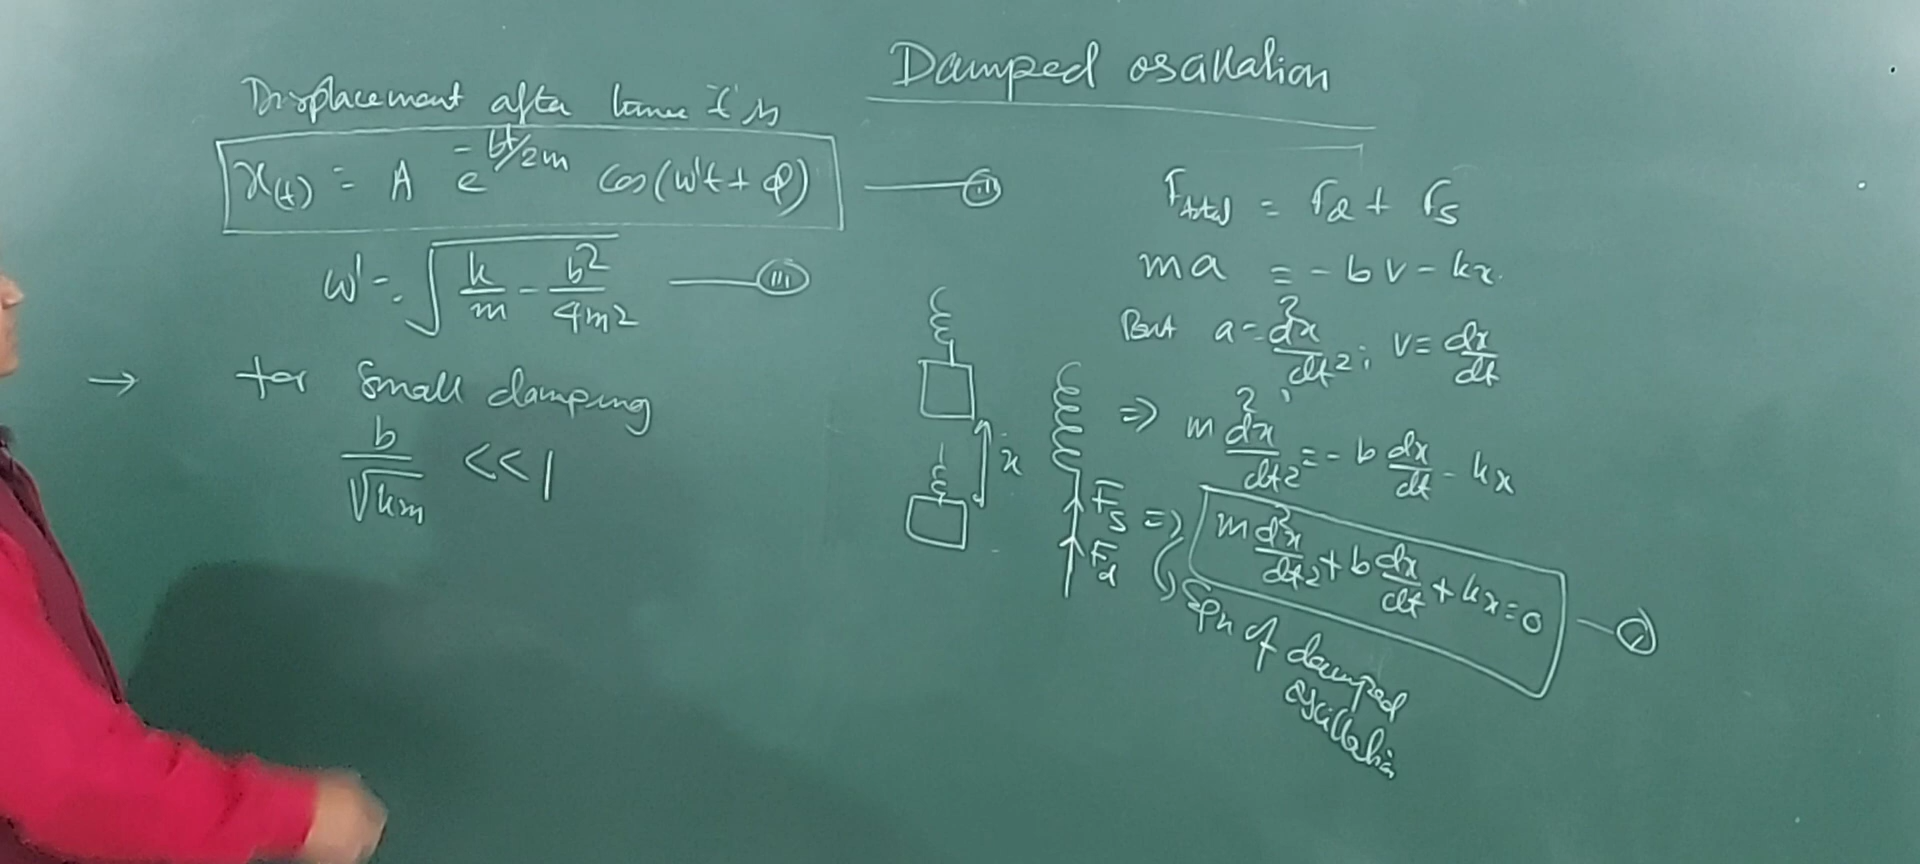 Damped oscillation
Displacement after time 't' is
x(t) = A e^{-bt/2m} cos(ω't + φ) — (ii)
ω' = √(k/m - b²/4m²) — (iii)
→ for small damping
b/√km << 1
x
F_s
F_d
F_total = F_d + F_s
ma = -bv - kx.
But a = d²x/dt²; v = dx/dt
=> m d²x/dt² = -b dx/dt - kx
=> m d²x/dt² + b dx/dt + kx = 0 — (i)
Eqn of damped
oscillation